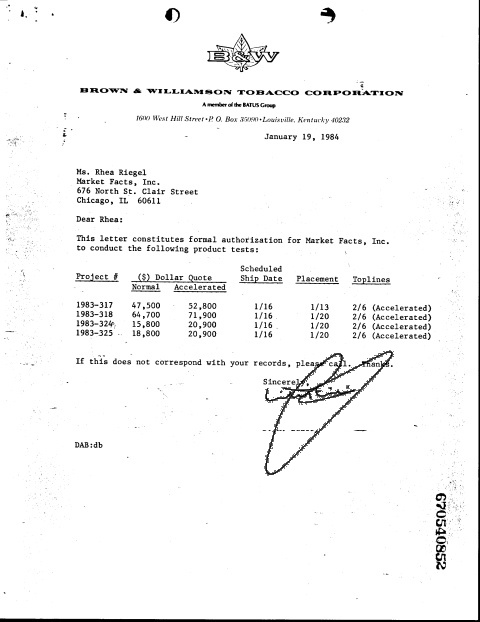 B&W
BROWN & WILLIAMSON TOBACCO CORPORATION
A member of the BATUS Group
1600 West Hill Street • P. O. Box 35090 • Louisville, Kentucky 40232
January 19, 1984
Ms. Rhea Riegel
Market Facts, Inc.
676 North St. Clair Street
Chicago, IL 60611
Dear Rhea:
This letter constitutes formal authorization for Market Facts, Inc.
to conduct the following product tests:
Scheduled
Project # ($) Dollar Quote Ship Date Placement Toplines
Normal Accelerated
1983-317 47,500 52,800 1/16 1/13 2/6 (Accelerated)
1983-318 64,700 71,900 1/16 1/20 2/6 (Accelerated)
1983-324 15,800 20,900 1/16 1/20 2/6 (Accelerated)
1983-325 18,800 20,900 1/16 1/20 2/6 (Accelerated)
If this does not correspond with your records, please call. Thanks.
Sincerely,
DAB:db
670540852